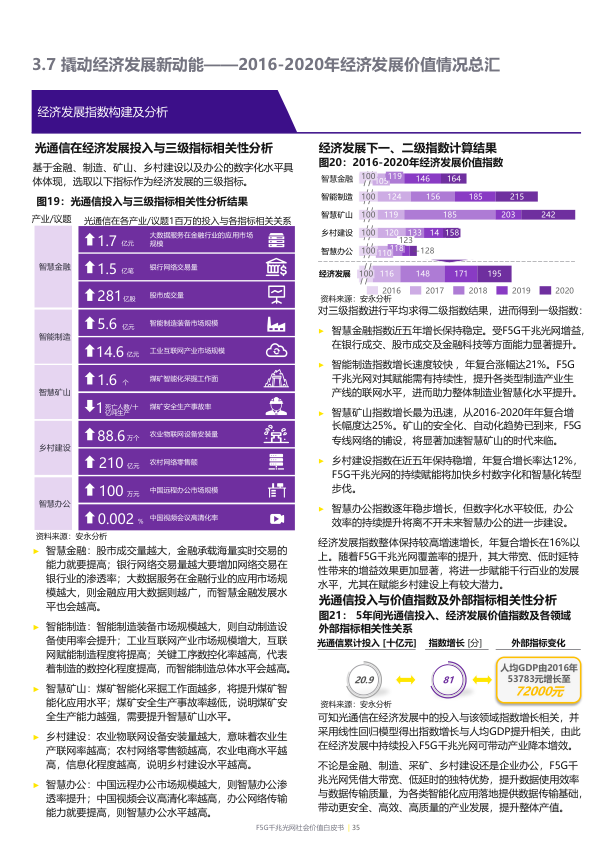 3.7 撬动经济发展新动能——2016-2020年经济发展价值情况总汇
经济发展指数构建及分析
光通信在经济发展投入与三级指标相关性分析
基于金融、制造、矿山、乡村建设以及办公的数字化水平具
体体现，选取以下指标作为经济发展的三级指标。
图19：光通信投入与三级指标相关性分析结果
产业/议题
光通信在各产业/议题1百万的投入与各指标相关关系
智慧金融
1.7 亿元
大数据服务在金融行业的应用市场
规模
1.5 亿笔
银行网络交易量
281 亿股
股市成交量
智能制造
5.6 亿元
智能制造装备市场规模
14.6 亿元
工业互联网产业市场规模
智慧矿山
1.6 个
煤矿智能化采掘工作面
1 死亡人数/十
亿吨生产
煤矿安全生产事故率
乡村建设
88.6 万个
农业物联网设备安装量
210 亿元
农村网络零售额
智慧办公
100 万元
中国远程办公市场规模
0.002 %
中国视频会议高清化率
资料来源：安永分析
► 智慧金融：股市成交量越大，金融承载海量实时交易的
能力就要提高；银行网络交易量越大要增加网络交易在
银行业的渗透率；大数据服务在金融行业的应用市场规
模越大，则金融应用大数据则越广，而智慧金融发展水
平也会越高。
► 智能制造：智能制造装备市场规模越大，则自动制造设
备使用率会提升；工业互联网产业市场规模增大，互联
网赋能制造程度将提高；关键工序数控化率越高，代表
着制造的数控化程度提高，而智能制造总体水平会越高。
► 智慧矿山：煤矿智能化采掘工作面越多，将提升煤矿智
能化应用水平；煤矿安全生产事故率越低，说明煤矿安
全生产能力越强，需要提升智慧矿山水平。
► 乡村建设：农业物联网设备安装量越大，意味着农业生
产联网率越高；农村网络零售额越高，农业电商水平越
高，信息化程度越高，说明乡村建设水平越高。
► 智慧办公：中国远程办公市场规模越大，则智慧办公渗
透率提升；中国视频会议高清化率越高，办公网络传输
能力就要提高，则智慧办公水平越高。
经济发展下一、二级指数计算结果
图20：2016-2020年经济发展价值指数
智慧金融 100 105 119 146 164
智能制造 100 124 156 185 215
智慧矿山 100 119 185 203 242
乡村建设 100 120 133 14 158
智慧办公 100 110 118 123 128
经济发展 100 116 148 171 195
2016 2017 2018 2019 2020
资料来源：安永分析
对三级指数进行平均求得二级指数结果，进而得到一级指数：
► 智慧金融指数近五年增长保持稳定。受F5G千兆光网增益，
在银行成交、股市成交及金融科技等方面能力显著提升。
► 智能制造指数增长速度较快，年复合涨幅达21%。F5G
千兆光网对其赋能需有持续性，提升各类型制造产业生
产线的联网水平，进而助力整体制造业智慧化水平提升。
► 智慧矿山指数增长最为迅速，从2016-2020年年复合增
长幅度达25%。矿山的安全化、自动化趋势已到来，F5G
专线网络的铺设，将显著加速智慧矿山的时代来临。
► 乡村建设指数在近五年保持稳增，年复合增长率达12%，
F5G千兆光网的持续赋能将加快乡村数字化和智慧化转型
步伐。
► 智慧办公指数逐年稳步增长，但数字化水平较低，办公
效率的持续提升将离不开未来智慧办公的进一步建设。
经济发展指数整体保持较高增速增长，年复合增长在16%以
上。随着F5G千兆光网覆盖率的提升，其大带宽、低时延特
性带来的增益效果更加显著，将进一步赋能千行百业的发展
水平，尤其在赋能乡村建设上有较大潜力。
光通信投入与价值指数及外部指标相关性分析
图21： 5年间光通信投入、经济发展价值指数及各领域
外部指标相关性关系
光通信累计投入 [十亿元] 指数增长 [分] 外部指标变化
20.9
81
人均GDP由2016年
53783元增长至
72000元
资料来源：安永分析
可知光通信在经济发展中的投入与该领域指数增长相关，并
采用线性回归模型得出指数增长与人均GDP提升相关，由此
在经济发展中持续投入F5G千兆光网可带动产业降本增效。
不论是金融、制造、采矿、乡村建设还是企业办公，F5G千
兆光网凭借大带宽、低延时的独特优势，提升数据使用效率
与数据传输质量，为各类智能化应用落地提供数据传输基础，
带动更安全、高效、高质量的产业发展，提升整体产值。
F5G千兆光网社会价值白皮书 | 35